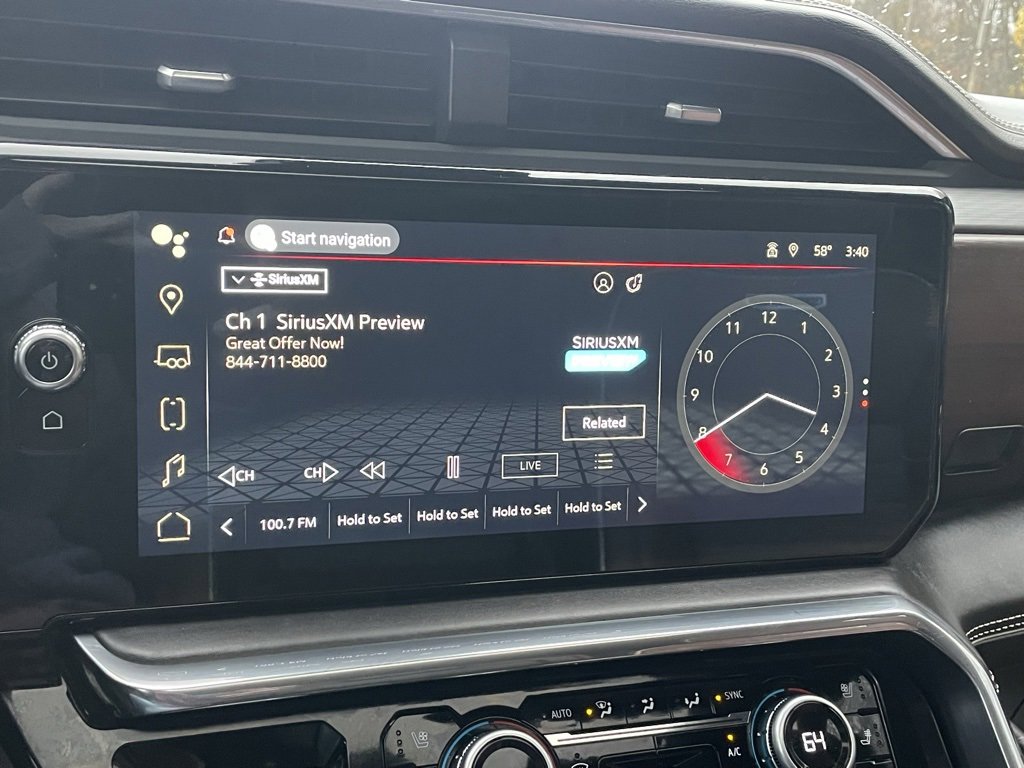 Start navigation
58° 3:40
SiriusXM
Ch 1 SiriusXM Preview
Great Offer Now!
844-711-8800
SIRIUSXM
Related
CH
CH
LIVE
100.7 FM
Hold to Set
Hold to Set
Hold to Set
Hold to Set
12
1
2
3
4
5
6
7
8
9
10
11
AUTO
SYNC
A/C
64